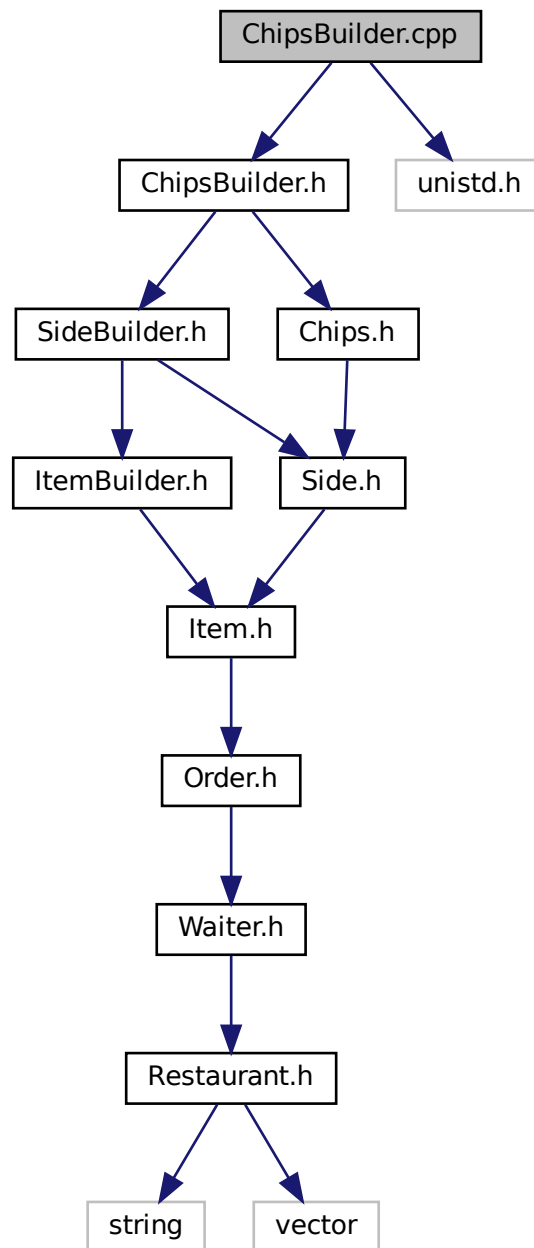 ChipsBuilder.cpp
ChipsBuilder.h
unistd.h
SideBuilder.h
Chips.h
ItemBuilder.h
Side.h
Item.h
Order.h
Waiter.h
Restaurant.h
string
vector